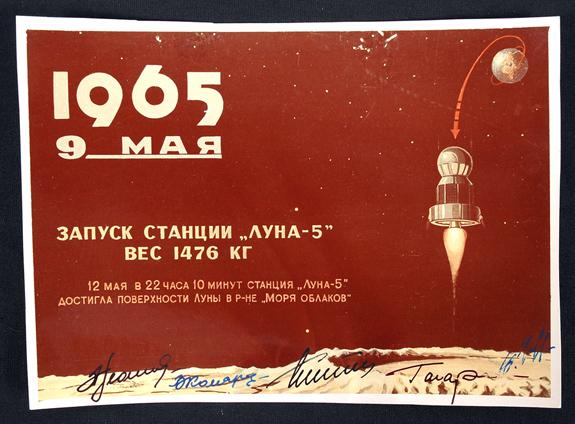 1965
9 МАЯ
ЗАПУСК СТАНЦИИ „ЛУНА-5”
ВЕС 1476 КГ
12 МАЯ В 22 ЧАСА 10 МИНУТ СТАНЦИЯ „ЛУНА-5”
ДОСТИГЛА ПОВЕРХНОСТИ ЛУНЫ В Р-НЕ „МОРЯ ОБЛАКОВ”